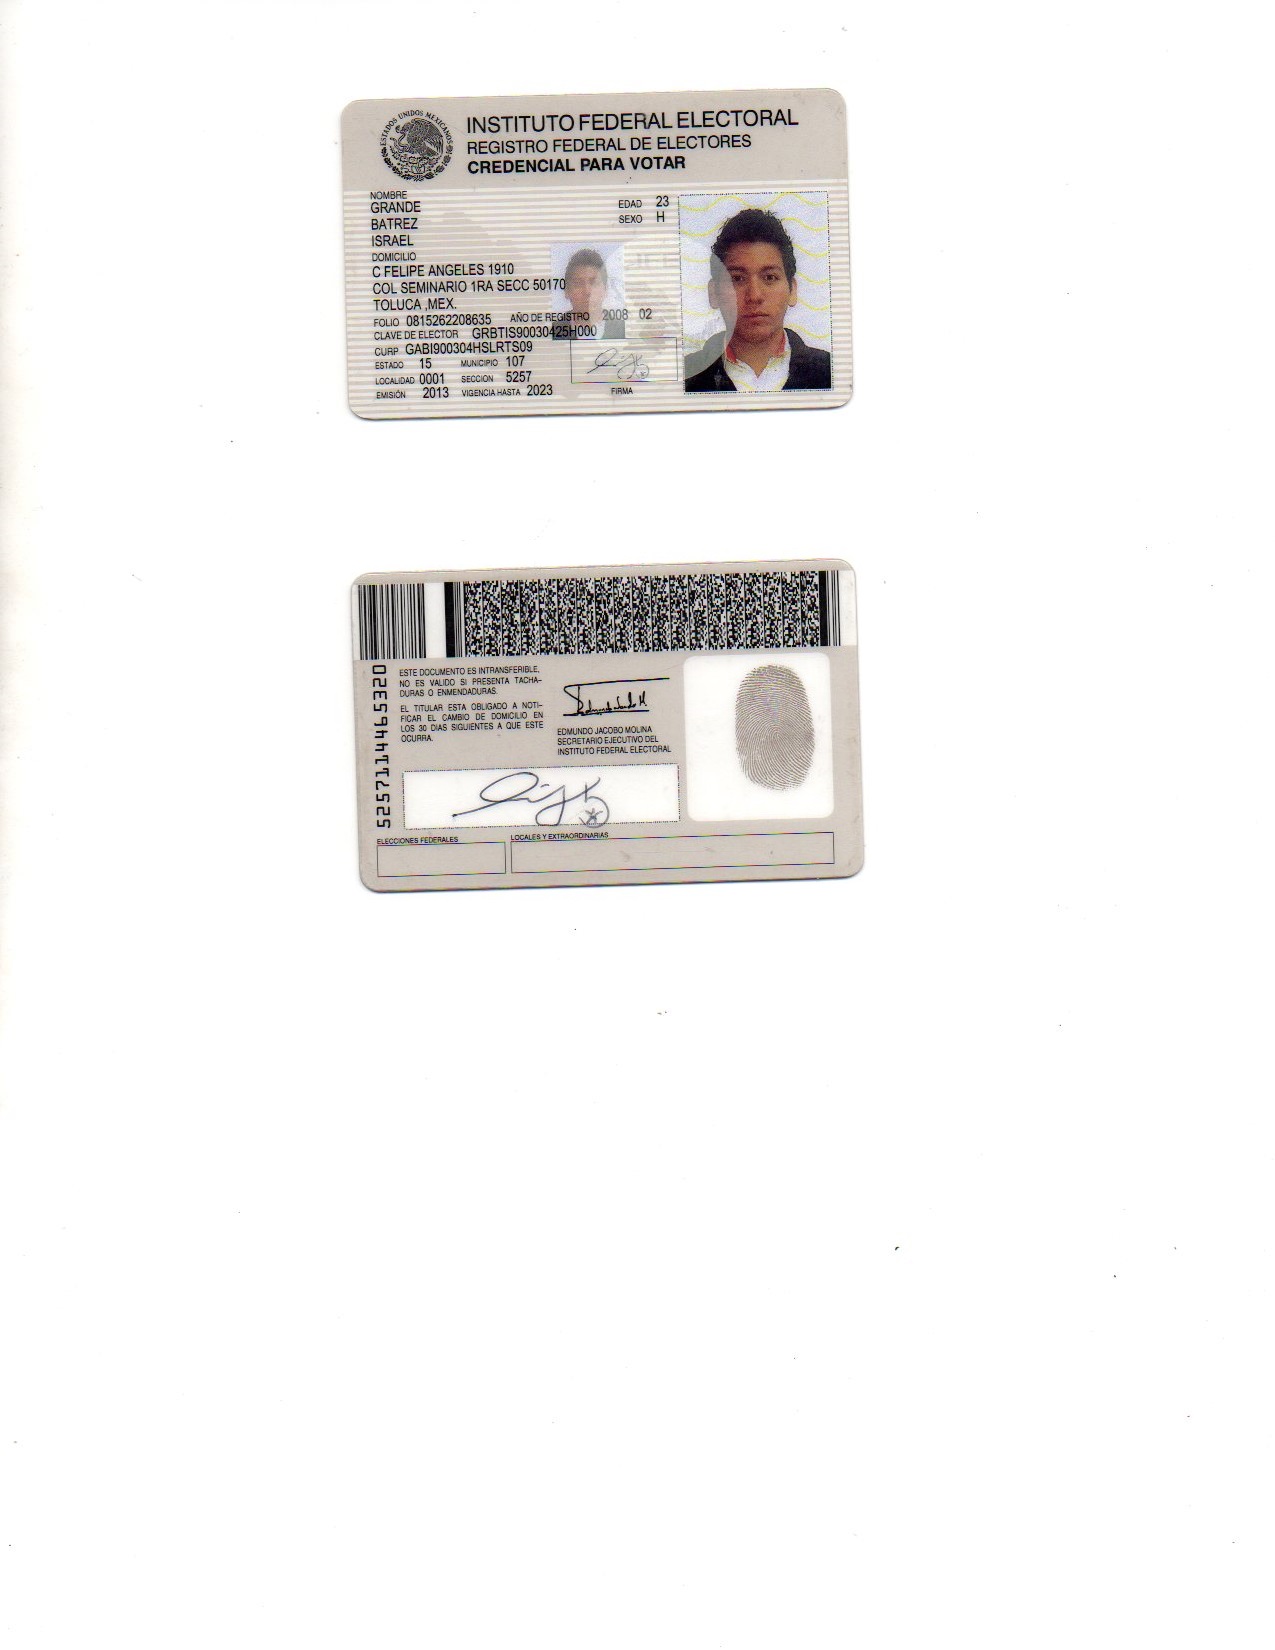 ESTADOS UNIDOS MEXICANOS
INSTITUTO FEDERAL ELECTORAL
REGISTRO FEDERAL DE ELECTORES
CREDENCIAL PARA VOTAR
NOMBRE
GRANDE
BATREZ
ISRAEL
EDAD 23
SEXO H
DOMICILIO
C FELIPE ANGELES 1910
COL SEMINARIO 1RA SECC 50170
TOLUCA ,MEX.
FOLIO 0815262208635 AÑO DE REGISTRO 2008 02
CLAVE DE ELECTOR GRBTIS90030425H000
CURP GABI900304HSLRTS09
ESTADO 15 MUNICIPIO 107
LOCALIDAD 0001 SECCION 5257
EMISIÓN 2013 VIGENCIA HASTA 2023
FIRMA
5257114465320
ESTE DOCUMENTO ES INTRANSFERIBLE,
NO ES VALIDO SI PRESENTA TACHA-
DURAS O ENMENDADURAS.
EL TITULAR ESTA OBLIGADO A NOTI-
FICAR EL CAMBIO DE DOMICILIO EN
LOS 30 DIAS SIGUIENTES A QUE ESTE
OCURRA.
EDMUNDO JACOBO MOLINA
SECRETARIO EJECUTIVO DEL
INSTITUTO FEDERAL ELECTORAL
ELECCIONES FEDERALES
LOCALES Y EXTRAORDINARIAS